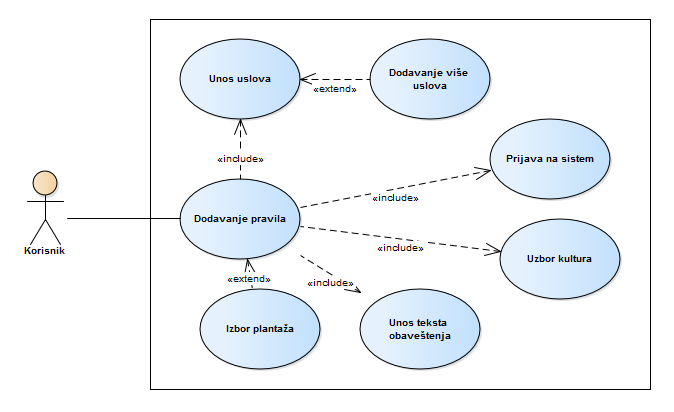 Unos uslova
Dodavanje više
uslova
«extend»
«include»
Prijava na sistem
«include»
Dodavanje pravila
Korisnik
«include»
Uzbor kultura
«extend»
«include»
Izbor plantaža
Unos teksta
obaveštenja